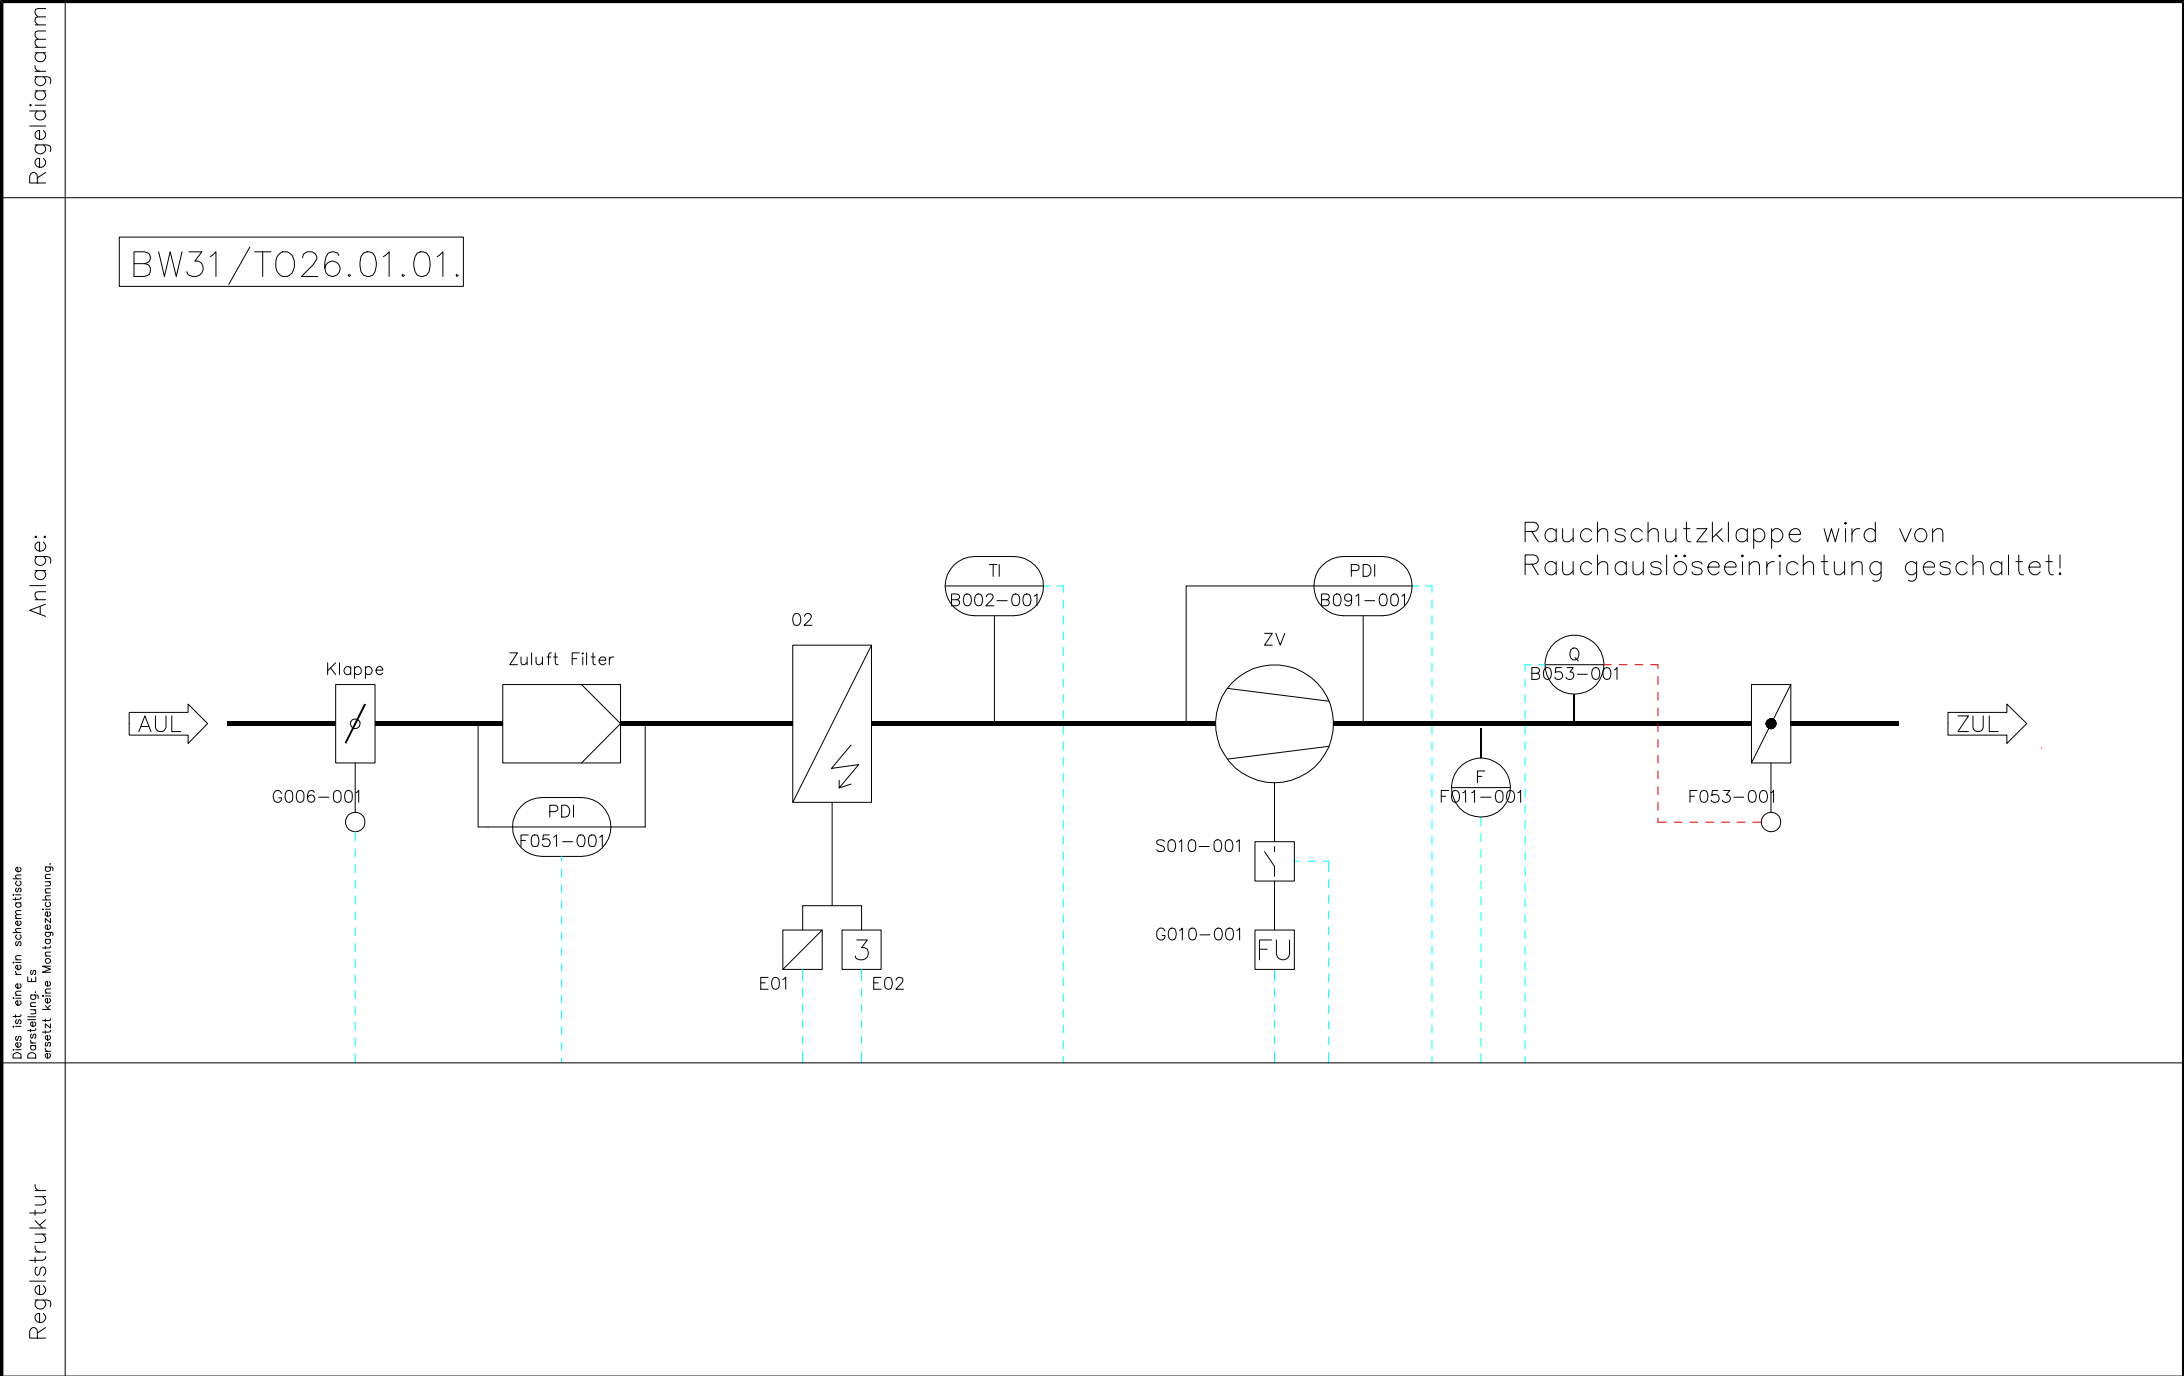 Regeldiagramm
BW31/T026.01.01.
Anlage:
Rauchschutzklappe wird von
Rauchauslöseeinrichtung geschaltet!
TI
B002-001
PDI
B091-001
02
ZV
Q
B053-001
Klappe
Zuluft Filter
AUL
ZUL
G006-001
PDI
F051-001
F
F011-001
F053-001
S010-001
G010-001
FU
3
E01
E02
Dies ist eine rein schematische
Darstellung. Es
ersetzt keine Montagezeichnung.
Regelstruktur